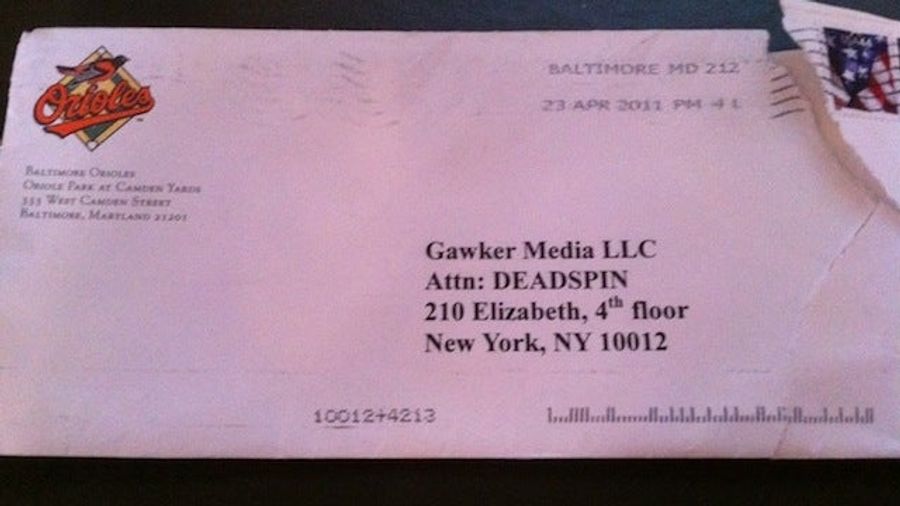 Orioles
BALTIMORE MD 212
23 APR 2011 PM 4 L
BALTIMORE ORIOLES
ORIOLE PARK AT CAMDEN YARDS
333 WEST CAMDEN STREET
BALTIMORE, MARYLAND 21201
Gawker Media LLC
Attn: DEADSPIN
210 Elizabeth, 4th floor
New York, NY 10012
10012+4213